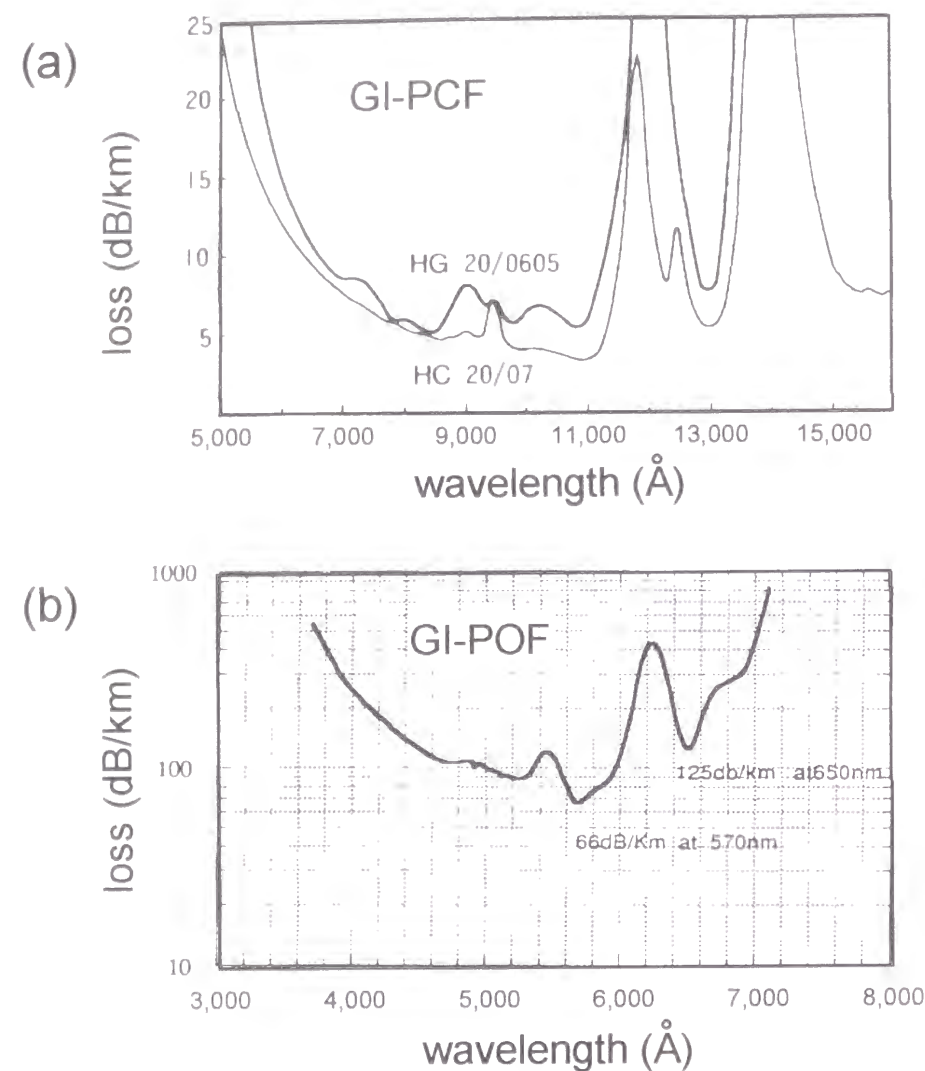 (a)
GI-PCF
loss (dB/km)
25
20
15
10
5
HG 20/0605
HC 20/07
5,000 7,000 9,000 11,000 13,000 15,000
wavelength (Å)
(b)
GI-POF
loss (dB/km)
1000
100
10
125db/km at650nm
66dB/Km at 570nm
3,000 4,000 5,000 6,000 7,000 8,000
wavelength (Å)